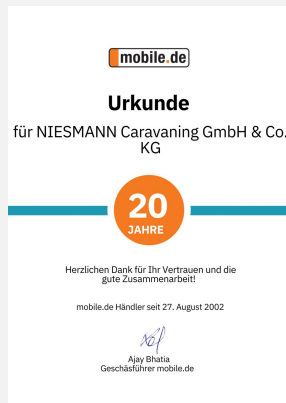 mobile.de
Urkunde
für NIESMANN Caravaning GmbH & Co.
KG
20
JAHRE
Herzlichen Dank für Ihr Vertrauen und die
gute Zusammenarbeit!
mobile.de Händler seit 27. August 2002
Ajay Bhatia
Geschäsführer mobile.de